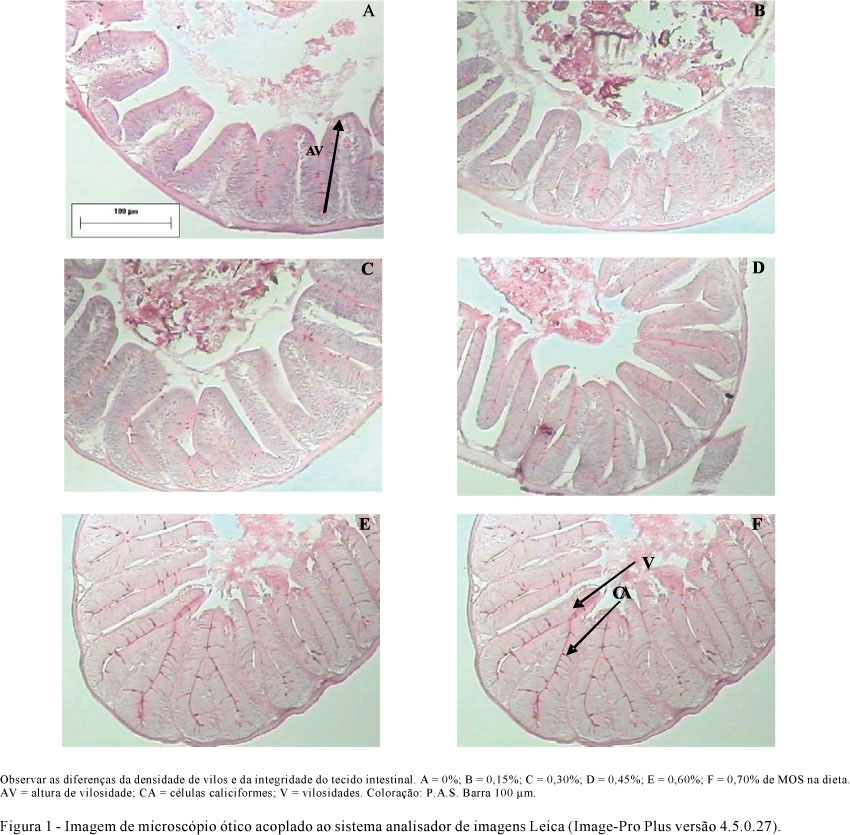 A
B
AV
100 µm
C
D
E
F
V
CA
Observar as diferenças da densidade de vilos e da integridade do tecido intestinal. A = 0%; B = 0,15%; C = 0,30%; D = 0,45%; E = 0,60%; F = 0,70% de MOS na dieta.
AV = altura de vilosidade; CA = células caliciformes; V = vilosidades. Coloração: P.A.S. Barra 100 µm.
Figura 1 - Imagem de microscópio ótico acoplado ao sistema analisador de imagens Leica (Image-Pro Plus versão 4.5.0.27).